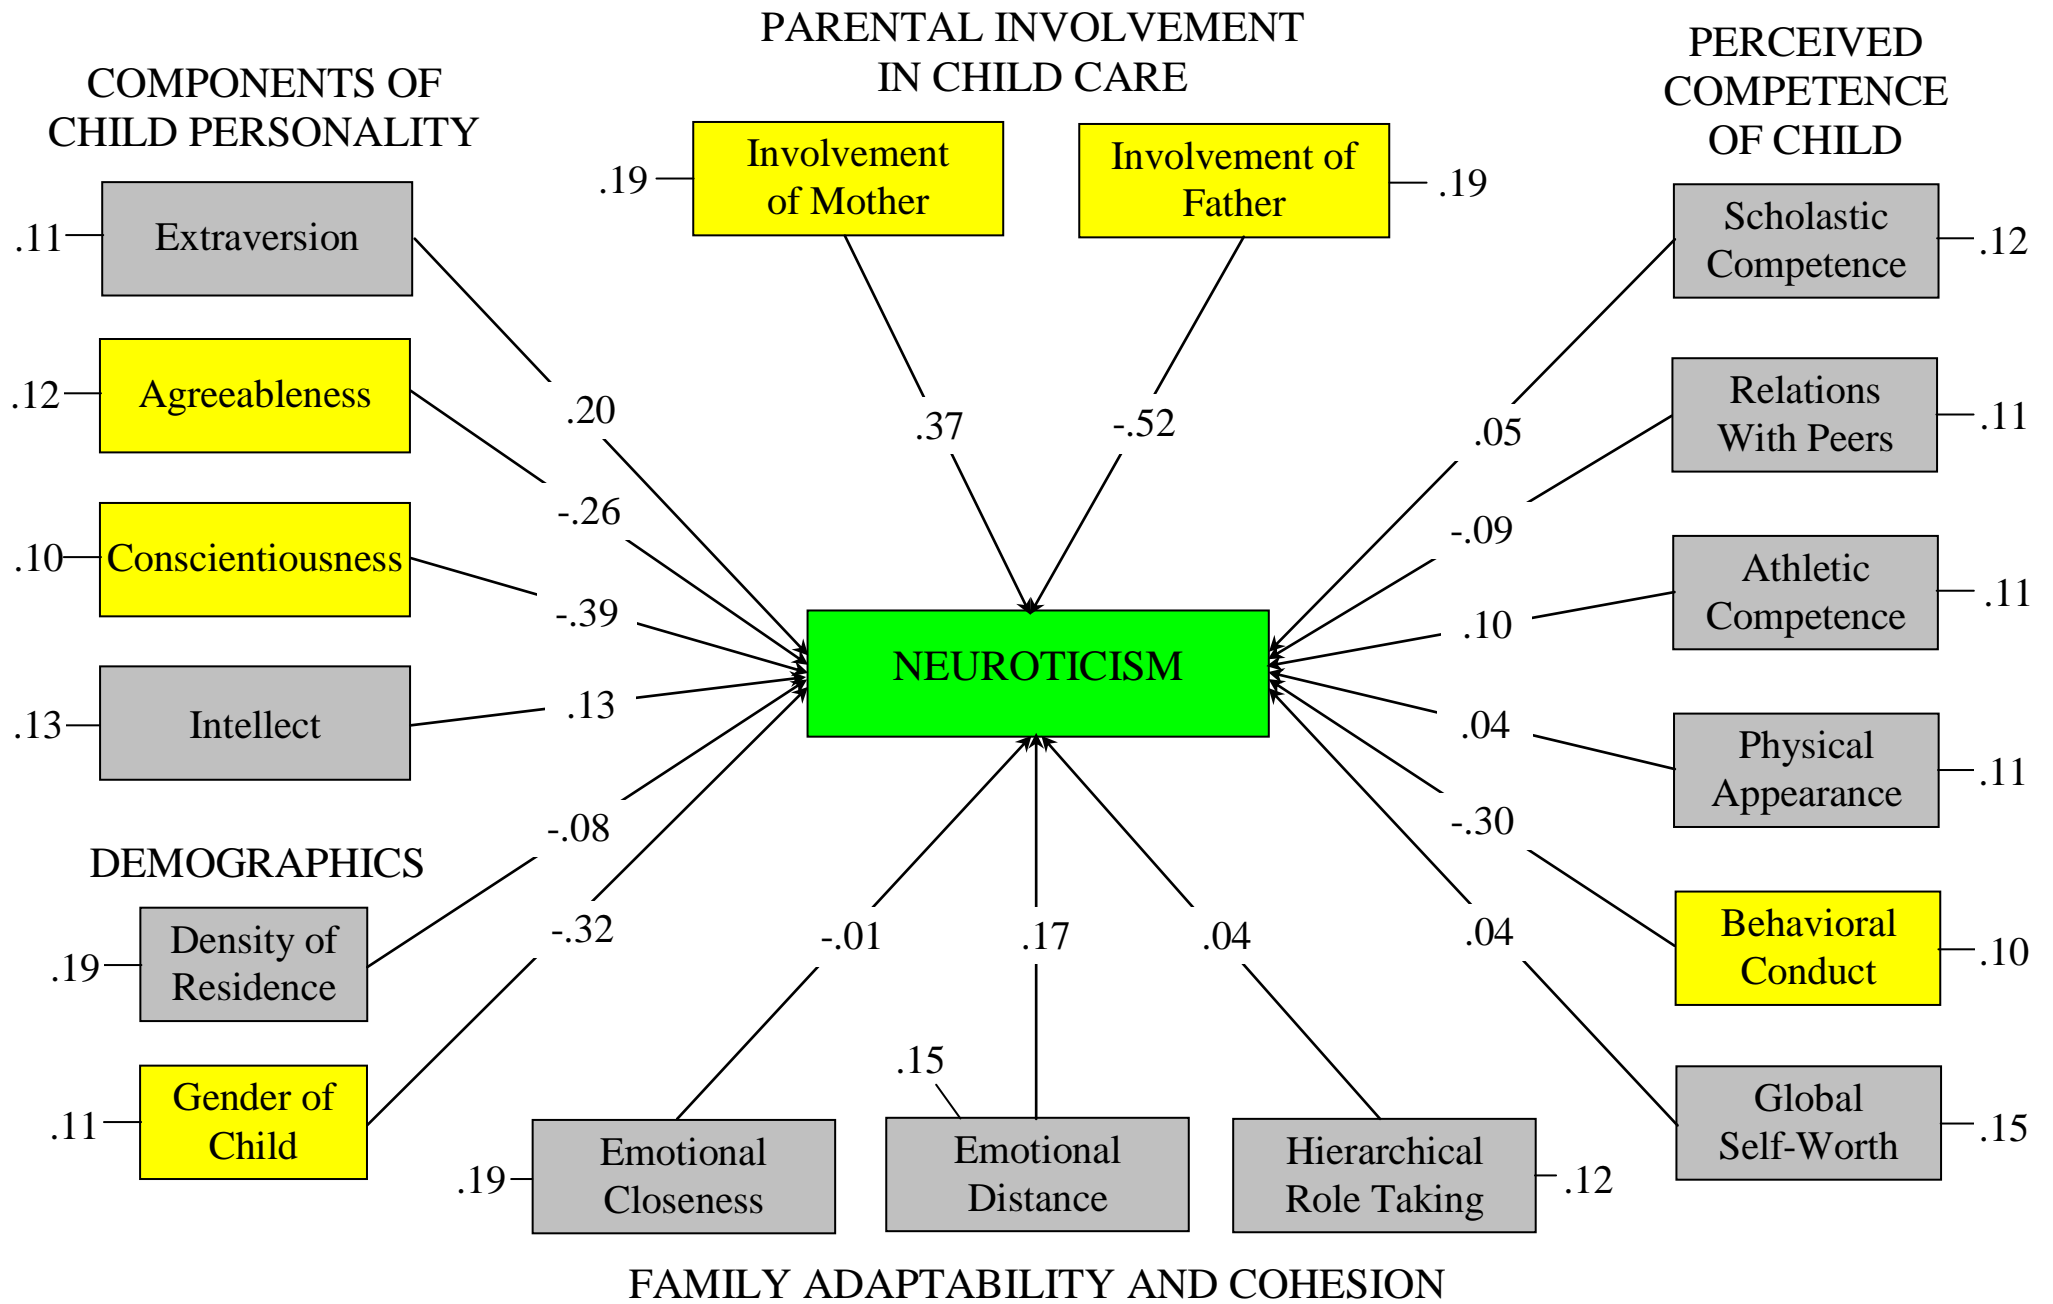 PARENTAL INVOLVEMENT
IN CHILD CARE
COMPONENTS OF
CHILD PERSONALITY
PERCEIVED
COMPETENCE
OF CHILD
.19
Involvement
of Mother
Involvement of
Father
.19
.11
Extraversion
.12
Agreeableness
.10
Conscientiousness
.13
Intellect
.20
-.26
-.39
.13
.37
-.52
Scholastic
Competence
.12
Relations
With Peers
.11
Athletic
Competence
.11
Physical
Appearance
.11
Behavioral
Conduct
.10
Global
Self-Worth
.15
.05
-.09
.10
.04
-.30
.04
NEUROTICISM
DEMOGRAPHICS
.19
Density of
Residence
.11
Gender of
Child
-.08
-.32
-.01
.17
.04
.19
Emotional
Closeness
.15
Emotional
Distance
Hierarchical
Role Taking
.12
FAMILY ADAPTABILITY AND COHESION